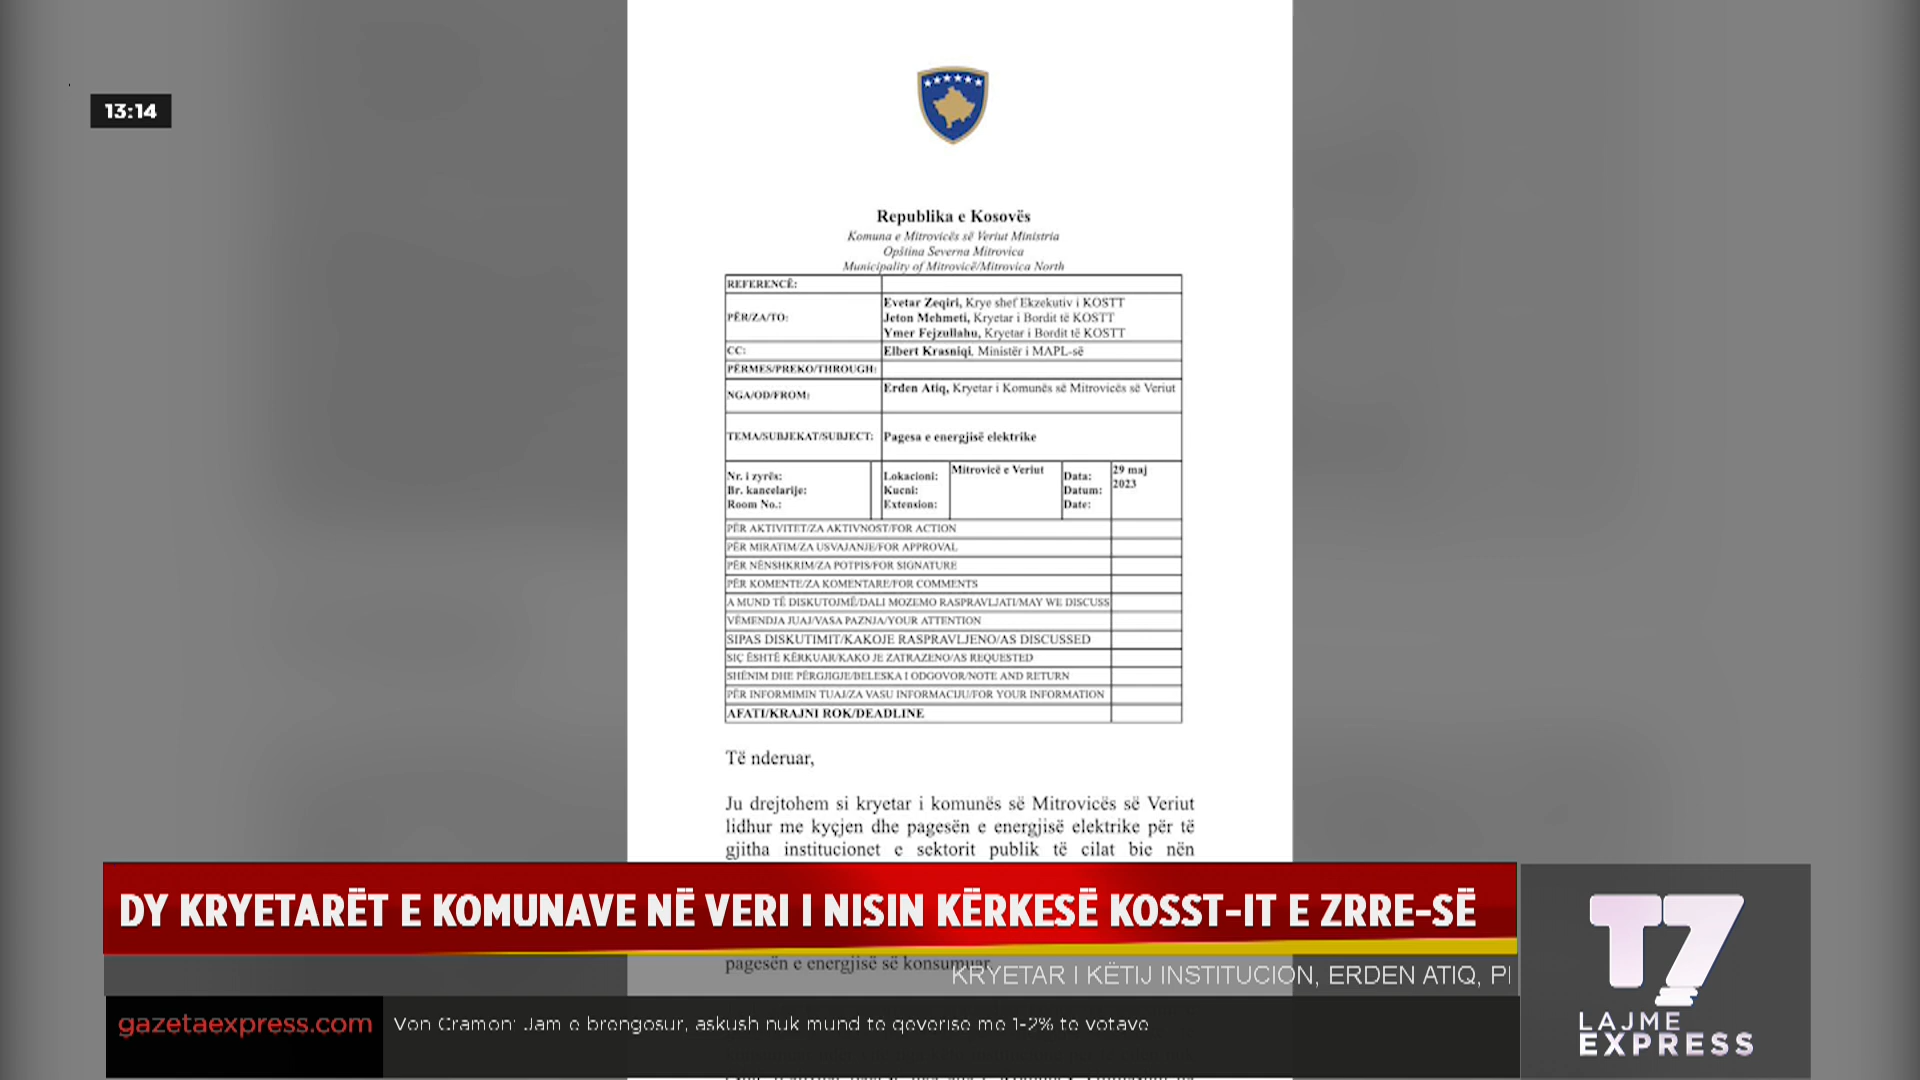 13:14
Republika e Kosovës
Komuna e Mitrovicës së Veriut Ministria
Opština Severna Mitrovica
Municipality of Mitrovicë/Mitrovica North
REFERENCË:
PËR/ZA/TO:
Evetar Zeqiri, Krye shef Ekzekutiv i KOSTT
Jeton Mehmeti, Kryetar i Bordit të KOSTT
Ymer Fejzullahu, Kryetar i Bordit të KOSTT
CC:
Elbert Krasniqi, Ministër i MAPL-së
PËRMES/PREKO/THROUGH:
NGA/OD/FROM:
Erden Atiq, Kryetar i Komunës së Mitrovicës së Veriut
TEMA/SUBJEKAT/SUBJECT:
Pagesa e energjisë elektrike
Nr. i zyrës:
Br. kancelarije:
Room No.:
Lokacioni:
Kucni:
Extension:
Mitrovicë e Veriut
Data:
Datum:
Date:
29 maj
2023
PËR AKTIVITET/ZA AKTIVNOST/FOR ACTION
PËR MIRATIM/ZA USVAJANJE/FOR APPROVAL
PËR NËNSHKRIM/ZA POTPIS/FOR SIGNATURE
PËR KOMENTE/ZA KOMENTARE/FOR COMMENTS
A MUND TË DISKUTOJMË/DALI MOZEMO RASPRAVLJATI/MAY WE DISCUSS
VËMENDJA JUAJ/VASA PAZNJA/YOUR ATTENTION
SIPAS DISKUTIMIT/KAKOJE RASPRAVLJENO/AS DISCUSSED
SIÇ ËSHTË KËRKUAR/KAKO JE ZATRAZENO/AS REQUESTED
SHËNIM DHE PËRGJIGJE/BELESKA I ODGOVOR/NOTE AND RETURN
PËR INFORMIMIN TUAJ/ZA VASU INFORMACIJU/FOR YOUR INFORMATION
AFATI/KRAJNI ROK/DEADLINE
Të nderuar,
Ju drejtohem si kryetar i komunës së Mitrovicës së Veriut
lidhur me kyçjen dhe pagesën e energjisë elektrike për të
gjitha institucionet e sektorit publik të cilat bie nën
DY KRYETARËT E KOMUNAVE NË VERI I NISIN KËRKESË KOSST-IT E ZRRE-SË
pagesën e energjisë së konsumuar
KRYETAR I KËTIJ INSTITUCION, ERDEN ATIQ, P
gazetaexpress.com
Von Cramon: Jam e brengosur, askush nuk mund te qeverise me 1-2% te votave
T7
LAJME
EXPRESS